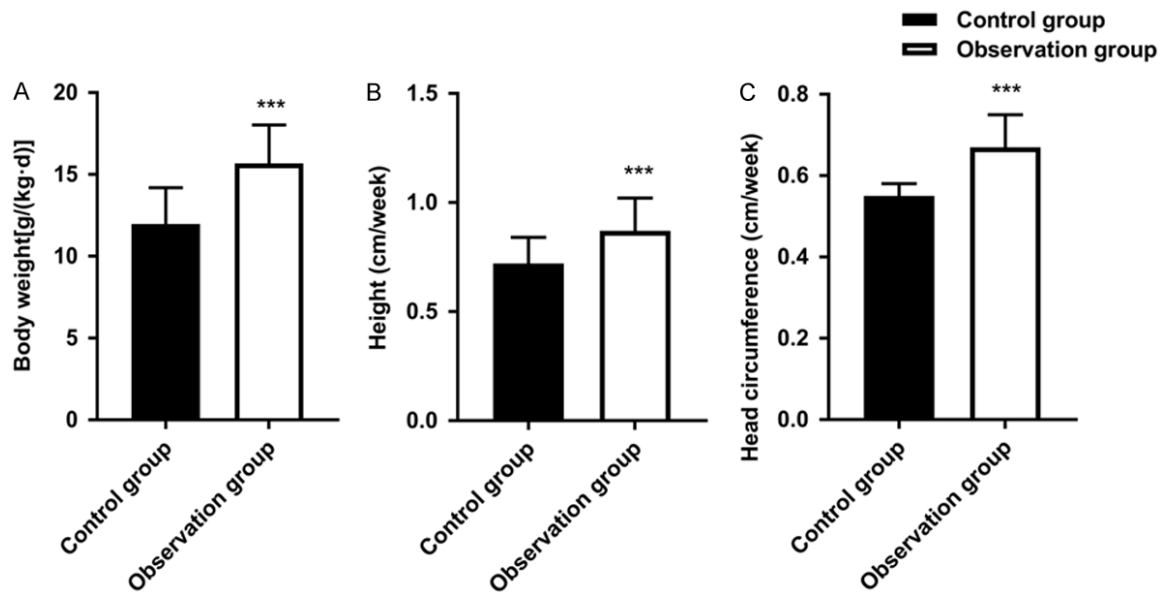 Control group
Observation group
A
Body weight[g/(kg·d)]
20
15
10
5
0
***
Control group
Observation group
B
Height (cm/week)
1.5
1.0
0.5
0.0
***
Control group
Observation group
C
Head circumference (cm/week)
0.8
0.6
0.4
0.2
0.0
***
Control group
Observation group